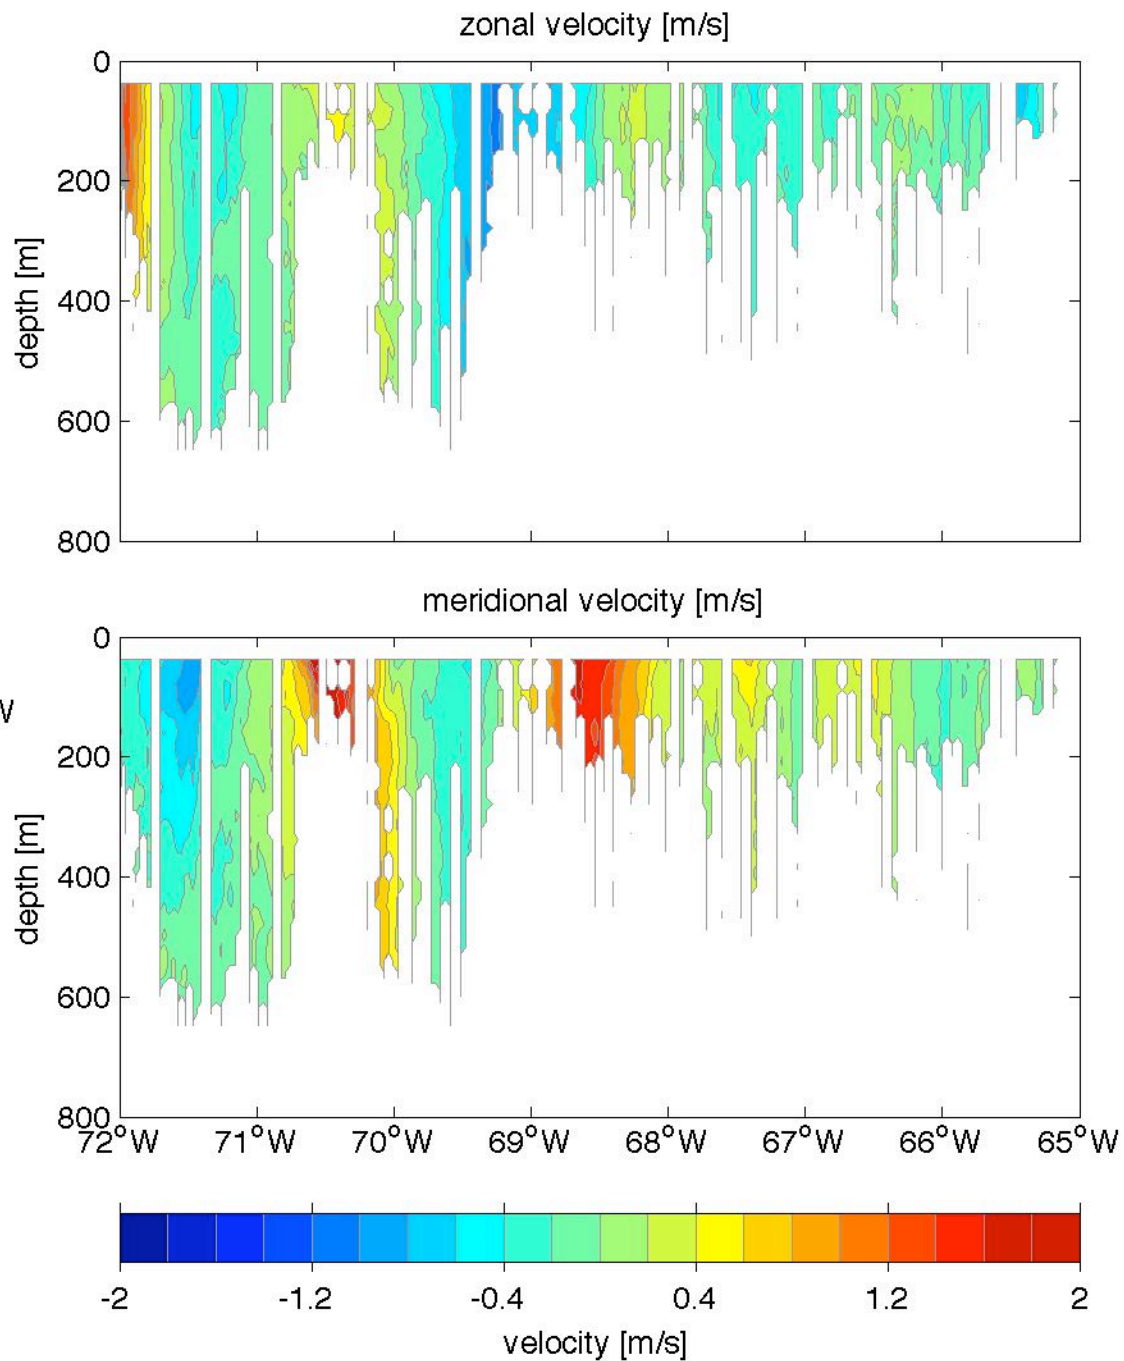 zonal velocity [m/s]
0
200
400
600
800
depth [m]
meridional velocity [m/s]
0
200
400
600
800
depth [m]
W
72°W 71°W 70°W 69°W 68°W 67°W 66°W 65°W
-2 -1.2 -0.4 0.4 1.2 2
velocity [m/s]